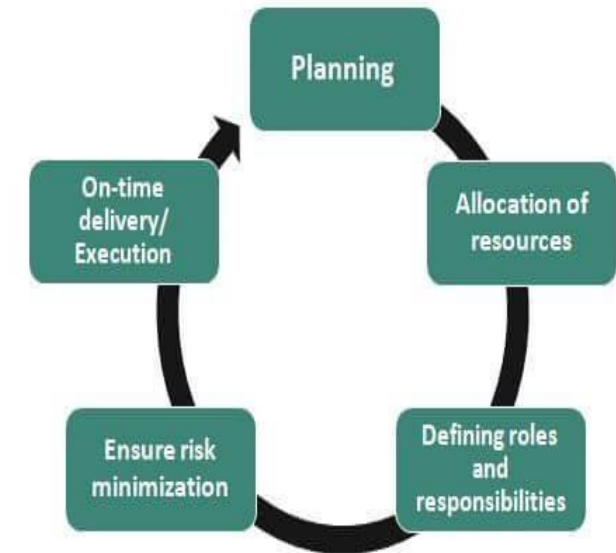 Planning
Allocation of
resources
Defining roles
and
responsibilities
Ensure risk
minimization
On-time
delivery/
Execution